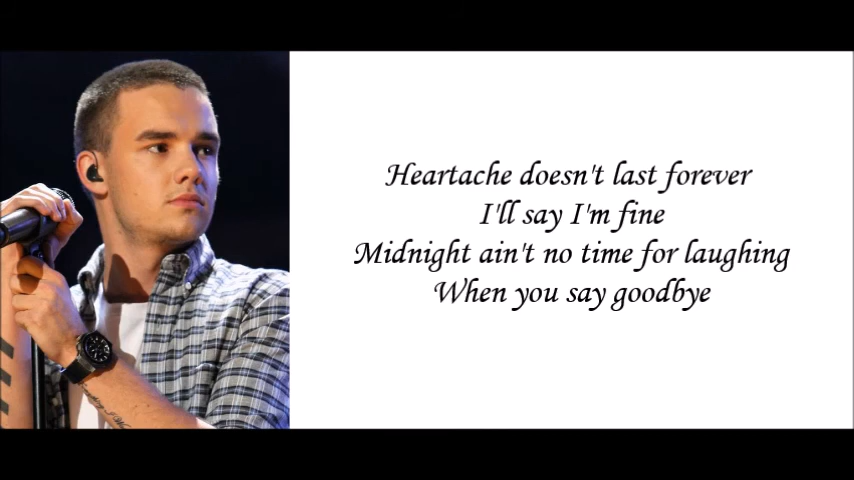 Heartache doesn't last forever
I'll say I'm fine
Midnight ain't no time for laughing
When you say goodbye